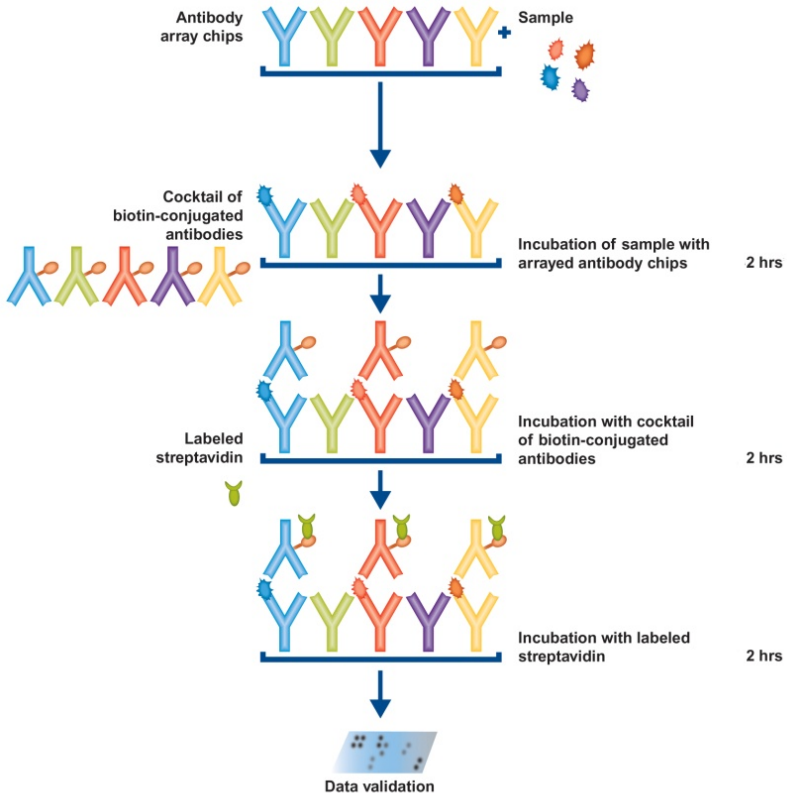 Antibody
array chips
Sample
Cocktail of
biotin-conjugated
antibodies
Incubation of sample with
arrayed antibody chips
2 hrs
Labeled
streptavidin
Incubation with cocktail
of biotin-conjugated
antibodies
2 hrs
Incubation with labeled
streptavidin
2 hrs
Data validation